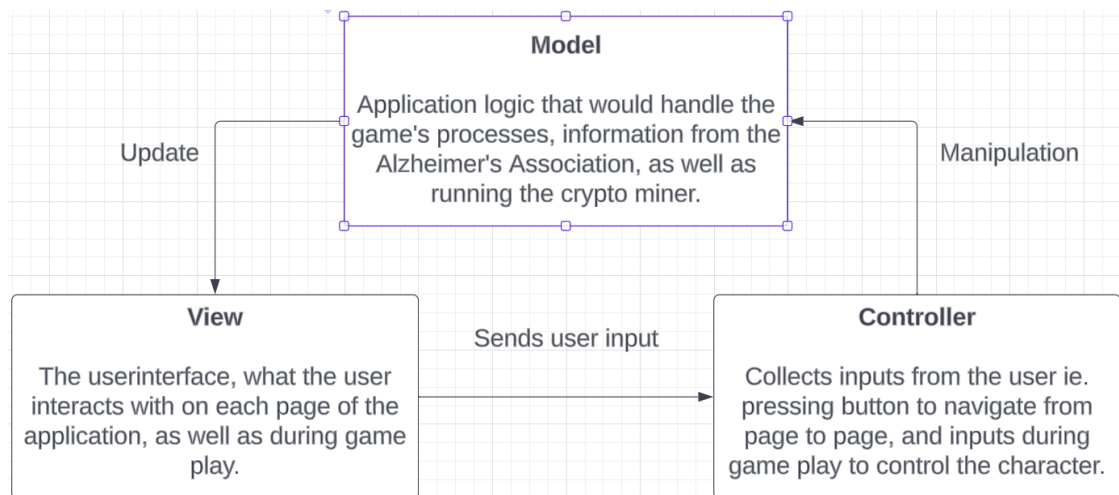 Model
Application logic that would handle the
game's processes, information from the
Alzheimer's Association, as well as
running the crypto miner.
Update
Manipulation
View
The userinterface, what the user
interacts with on each page of the
application, as well as during game
play.
Sends user input
Controller
Collects inputs from the user ie.
pressing button to navigate from
page to page, and inputs during
game play to control the character.